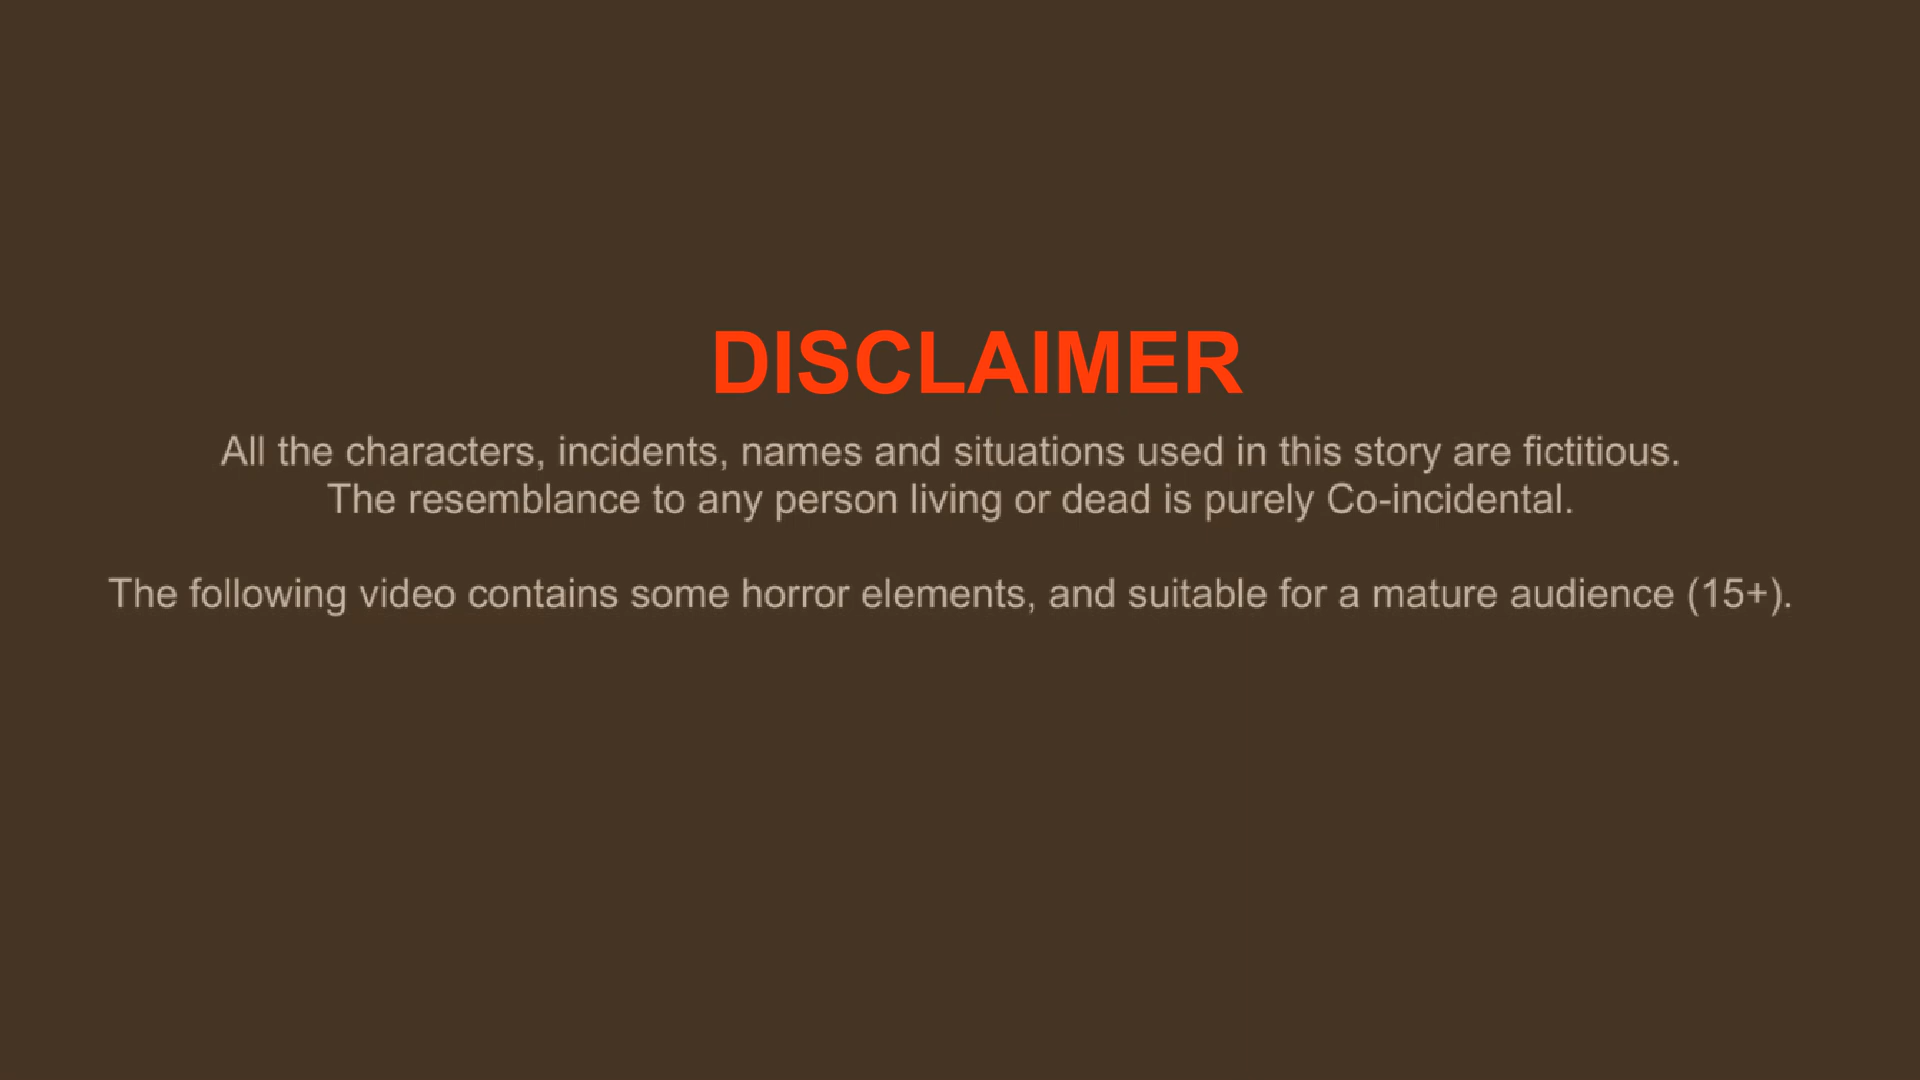 DISCLAIMER
All the characters, incidents, names and situations used in this story are fictitious.
The resemblance to any person living or dead is purely Co-incidental.
The following video contains some horror elements, and suitable for a mature audience (15+).